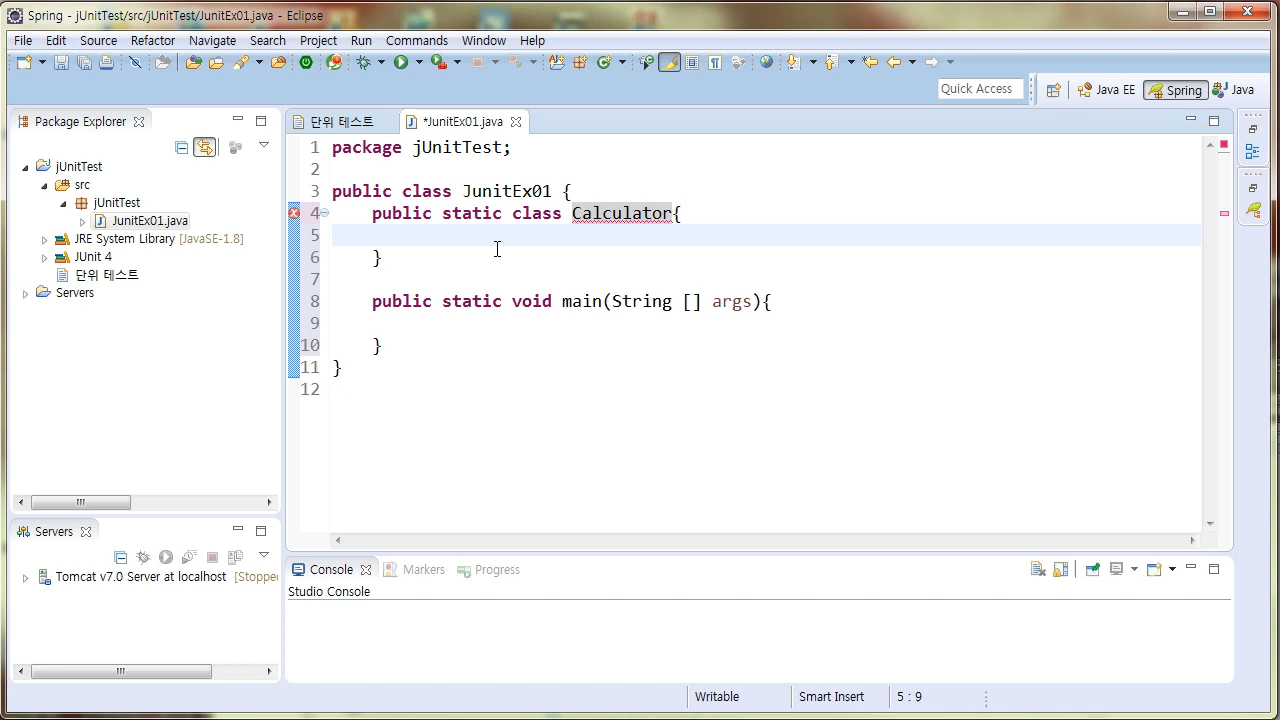 Spring - jUnitTest/src/jUnitTest/JunitEx01.java - Eclipse
File Edit Source Refactor Navigate Search Project Run Commands Window Help
Quick Access
Java EE
Spring
Java
Package Explorer
jUnitTest
src
jUnitTest
JunitEx01.java
JRE System Library [JavaSE-1.8]
JUnit 4
단위 테스트
Servers
단위 테스트
*JunitEx01.java
1 package jUnitTest;
2
3 public class JunitEx01 {
4 public static class Calculator{
5
6 }
7
8 public static void main(String [] args){
9
10 }
11 }
12
Servers
Tomcat v7.0 Server at localhost [Stoppe
Console
Markers
Progress
Studio Console
Writable
Smart Insert
5 : 9